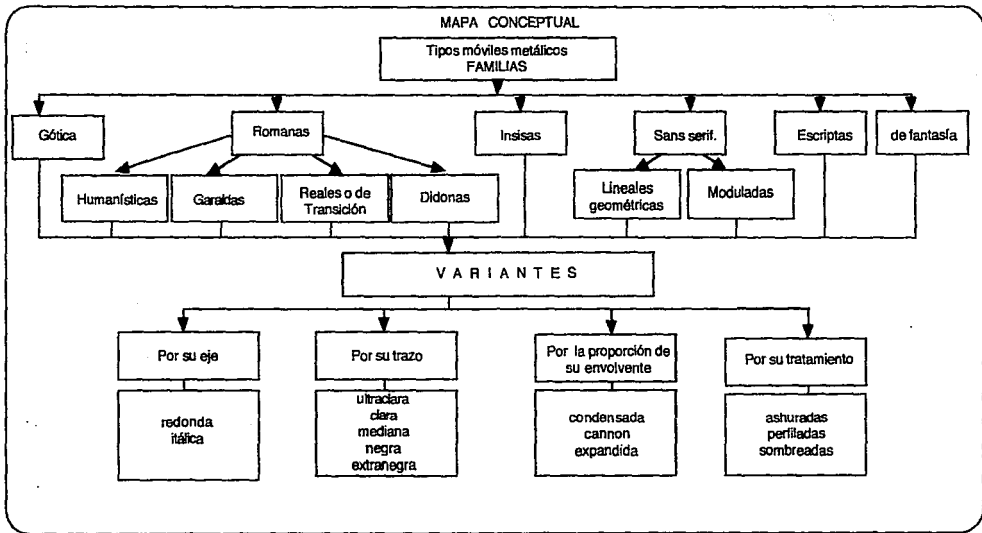 MAPA CONCEPTUAL
Tipos móviles metálicos
FAMILIAS
Gótica
Romanas
Insisas
Sans serif.
Escriptas
de fantasía
Humanísticas
Garaldas
Reales o de
Transición
Didonas
Lineales
geométricas
Moduladas
VARIANTES
Por su eje
Por su trazo
Por la proporción de
su envolvente
Por su tratamiento
redonda
itálica
ultraclara
clara
mediana
negra
extranegra
condensada
cannon
expandida
ashuradas
perfiladas
sombreadas